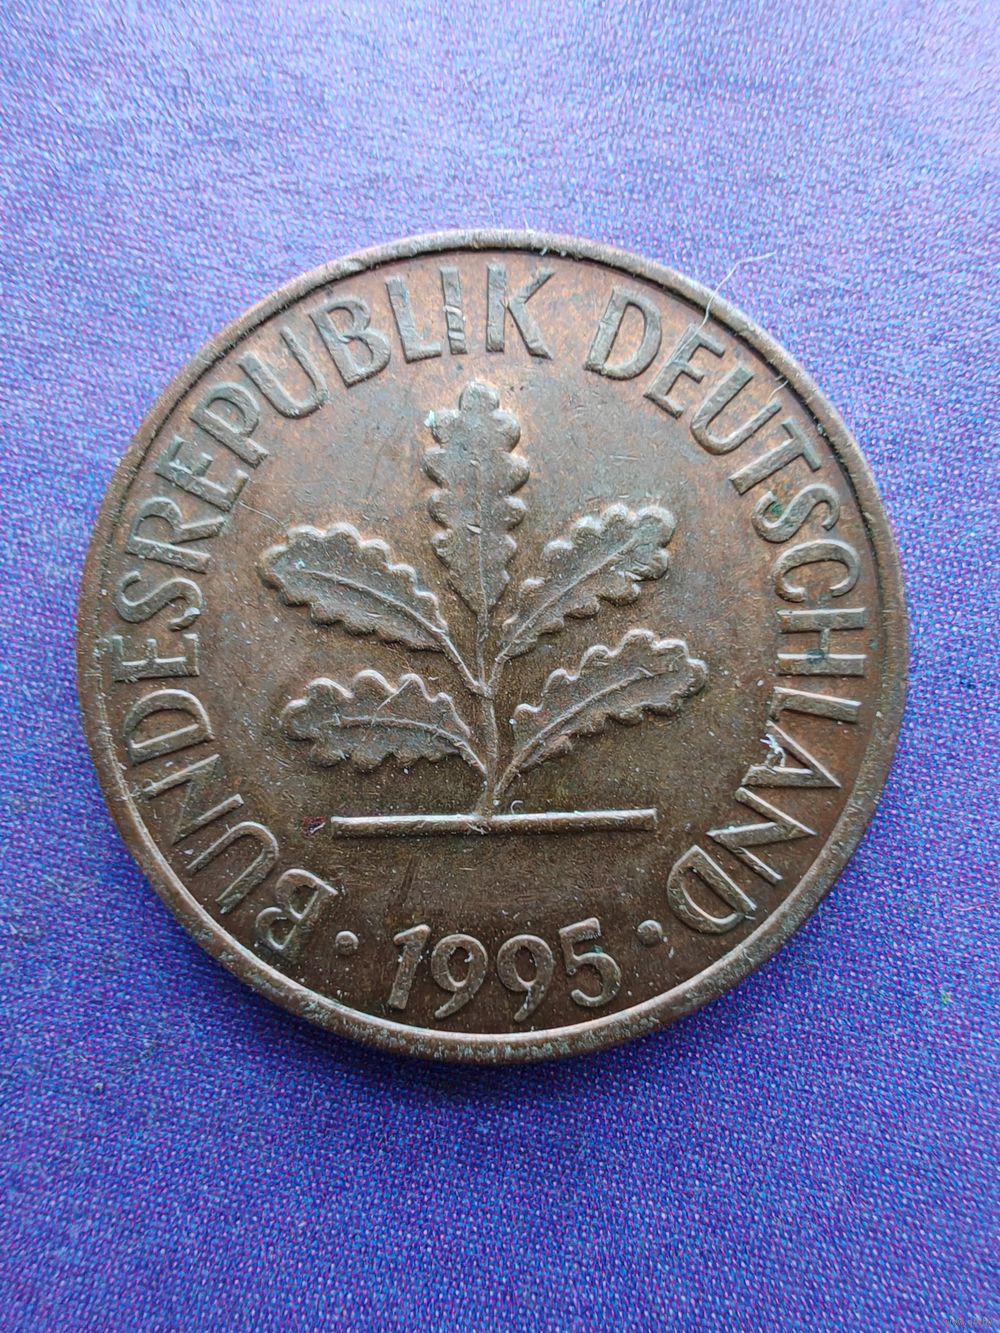 BUNDESREPUBLIK DEUTSCHLAND
· 1995 ·